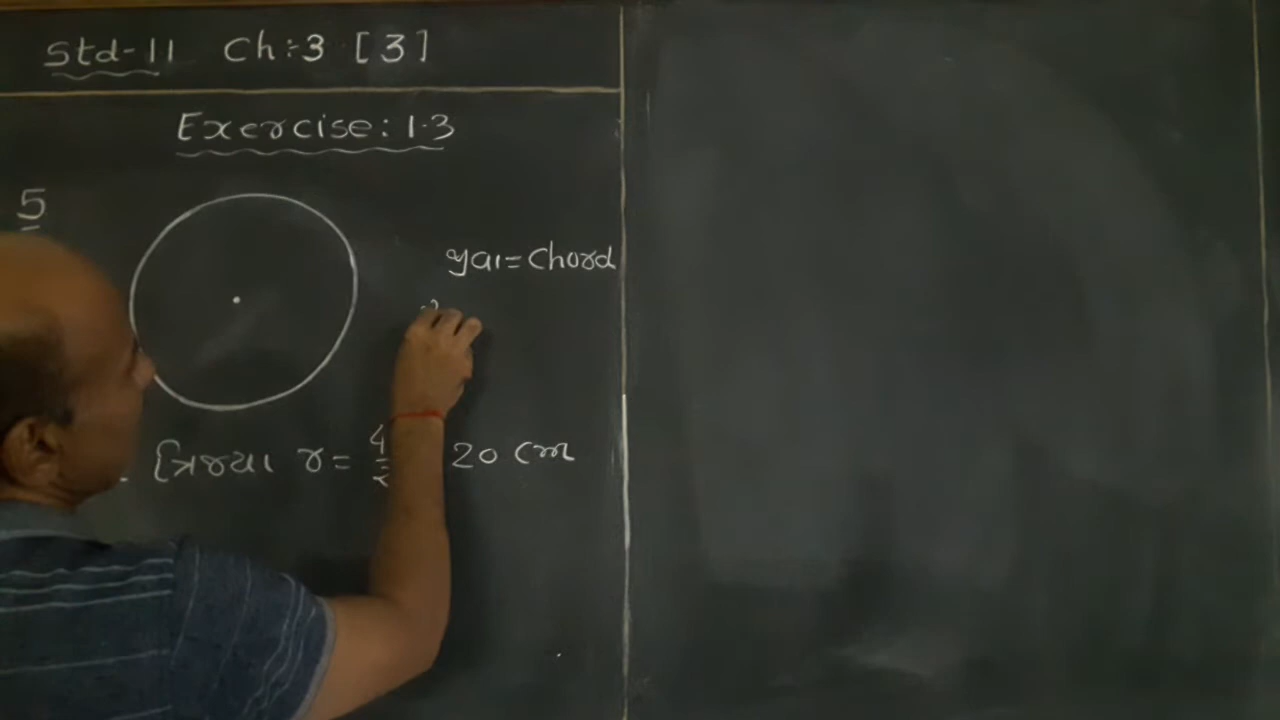 Std-11 Ch:3 [3]
Exercise: 1.3
5
જીવા = Chord
ત્રિજ્યા r = 20 cm